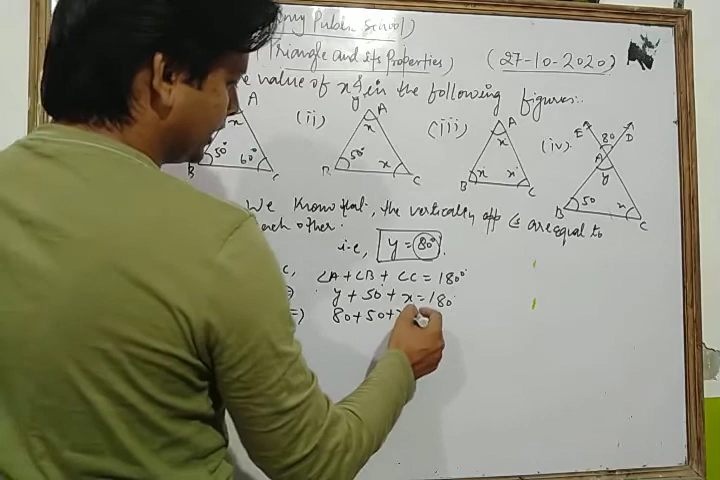 Public School)
Triangle and its Properties) (27-10-2020)
value of x & y in the following figures:
A x 50° 60° B C (ii) A x 50° x B C (iii) A x x° x° B C (iv) E 80 D A y 50 x B C
We know that, the vertically opp ∠s are equal to
each other.
i-e, y = 80°.
∠A + ∠B + ∠C = 180°
y + 50 + x = 180°
⇒) 80 + 50 +